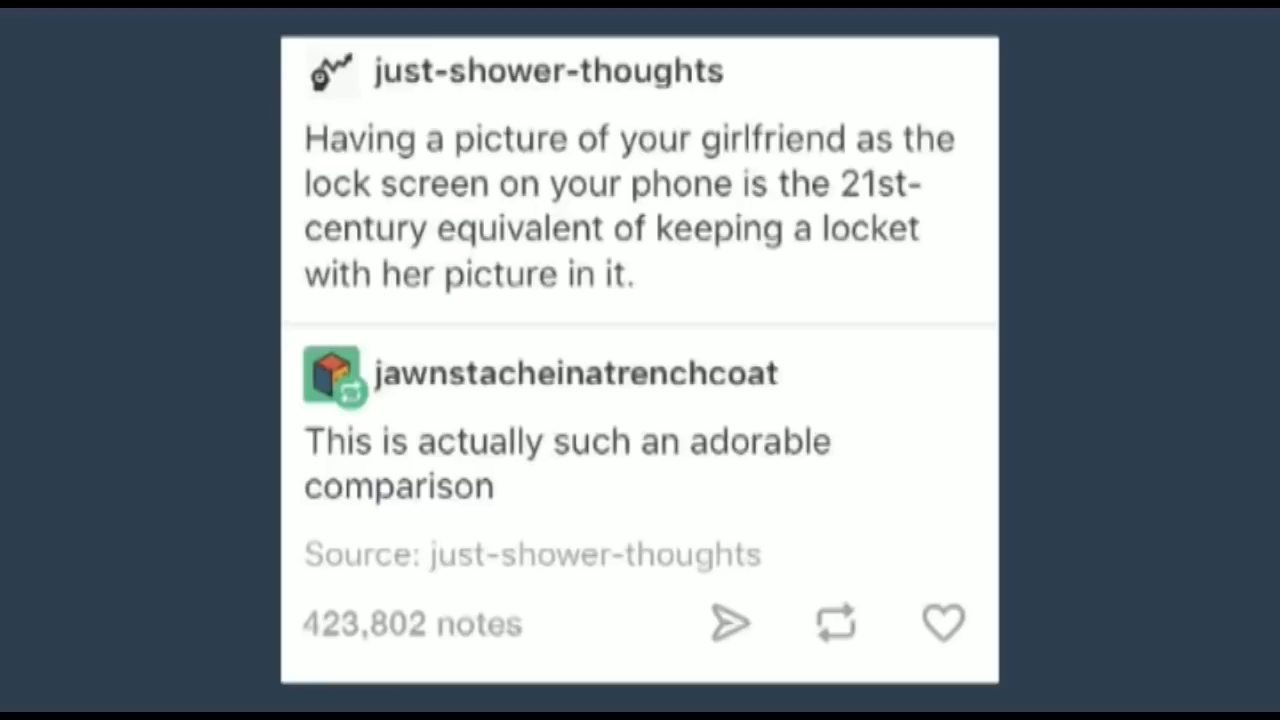 just-shower-thoughts
Having a picture of your girlfriend as the
lock screen on your phone is the 21st-
century equivalent of keeping a locket
with her picture in it.
jawnstacheinatrenchcoat
This is actually such an adorable
comparison
Source: just-shower-thoughts
423,802 notes